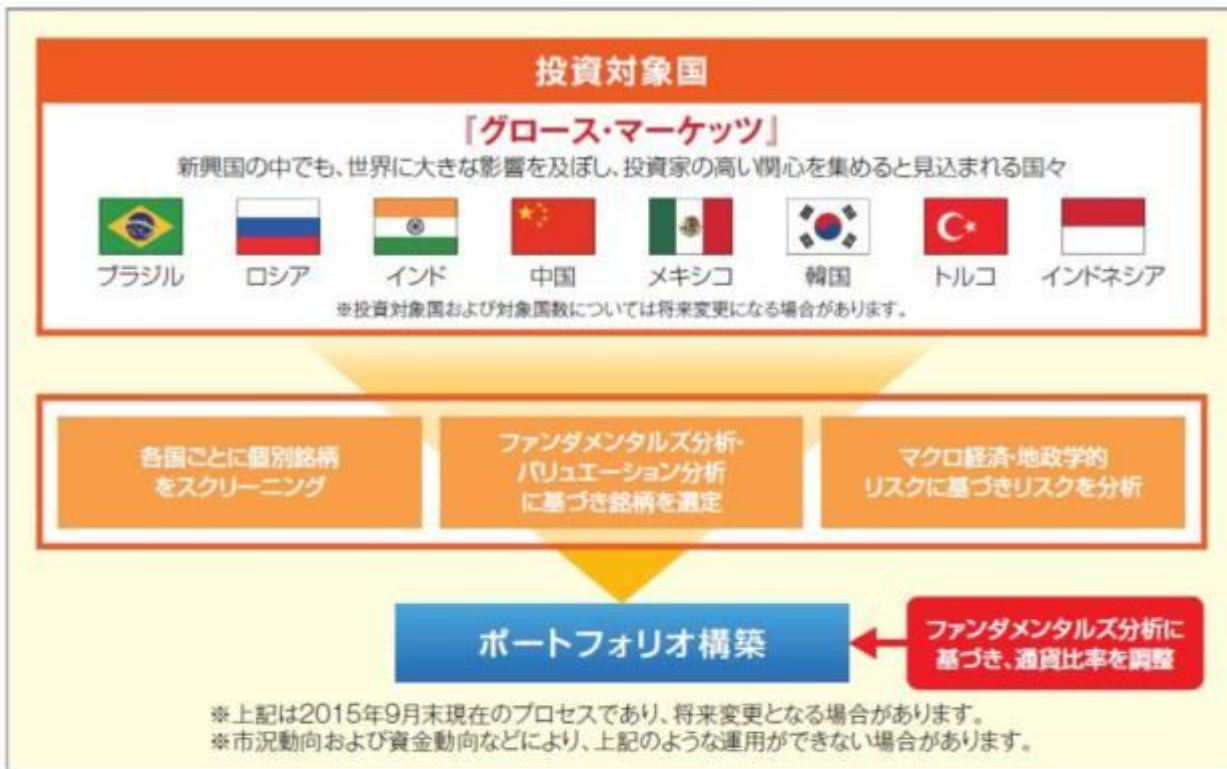 投資対象国
『グロース・マーケッツ』
新興国の中でも、世界に大きな影響を及ぼし、投資家の高い関心を集めると見込まれる国々
ブラジル ロシア インド 中国 メキシコ 韓国 トルコ インドネシア
※投資対象国および対象国数については将来変更になる場合があります。
各国ごとに個別銘柄
をスクリーニング
ファンダメンタルズ分析・
バリュエーション分析
に基づき銘柄を選定
マクロ経済・地政学的
リスクに基づきリスクを分析
ポートフォリオ構築
ファンダメンタルズ分析に
基づき、通貨比率を調整
※上記は2015年9月末現在のプロセスであり、将来変更となる場合があります。
※市況動向および資金動向などにより、上記のような運用ができない場合があります。